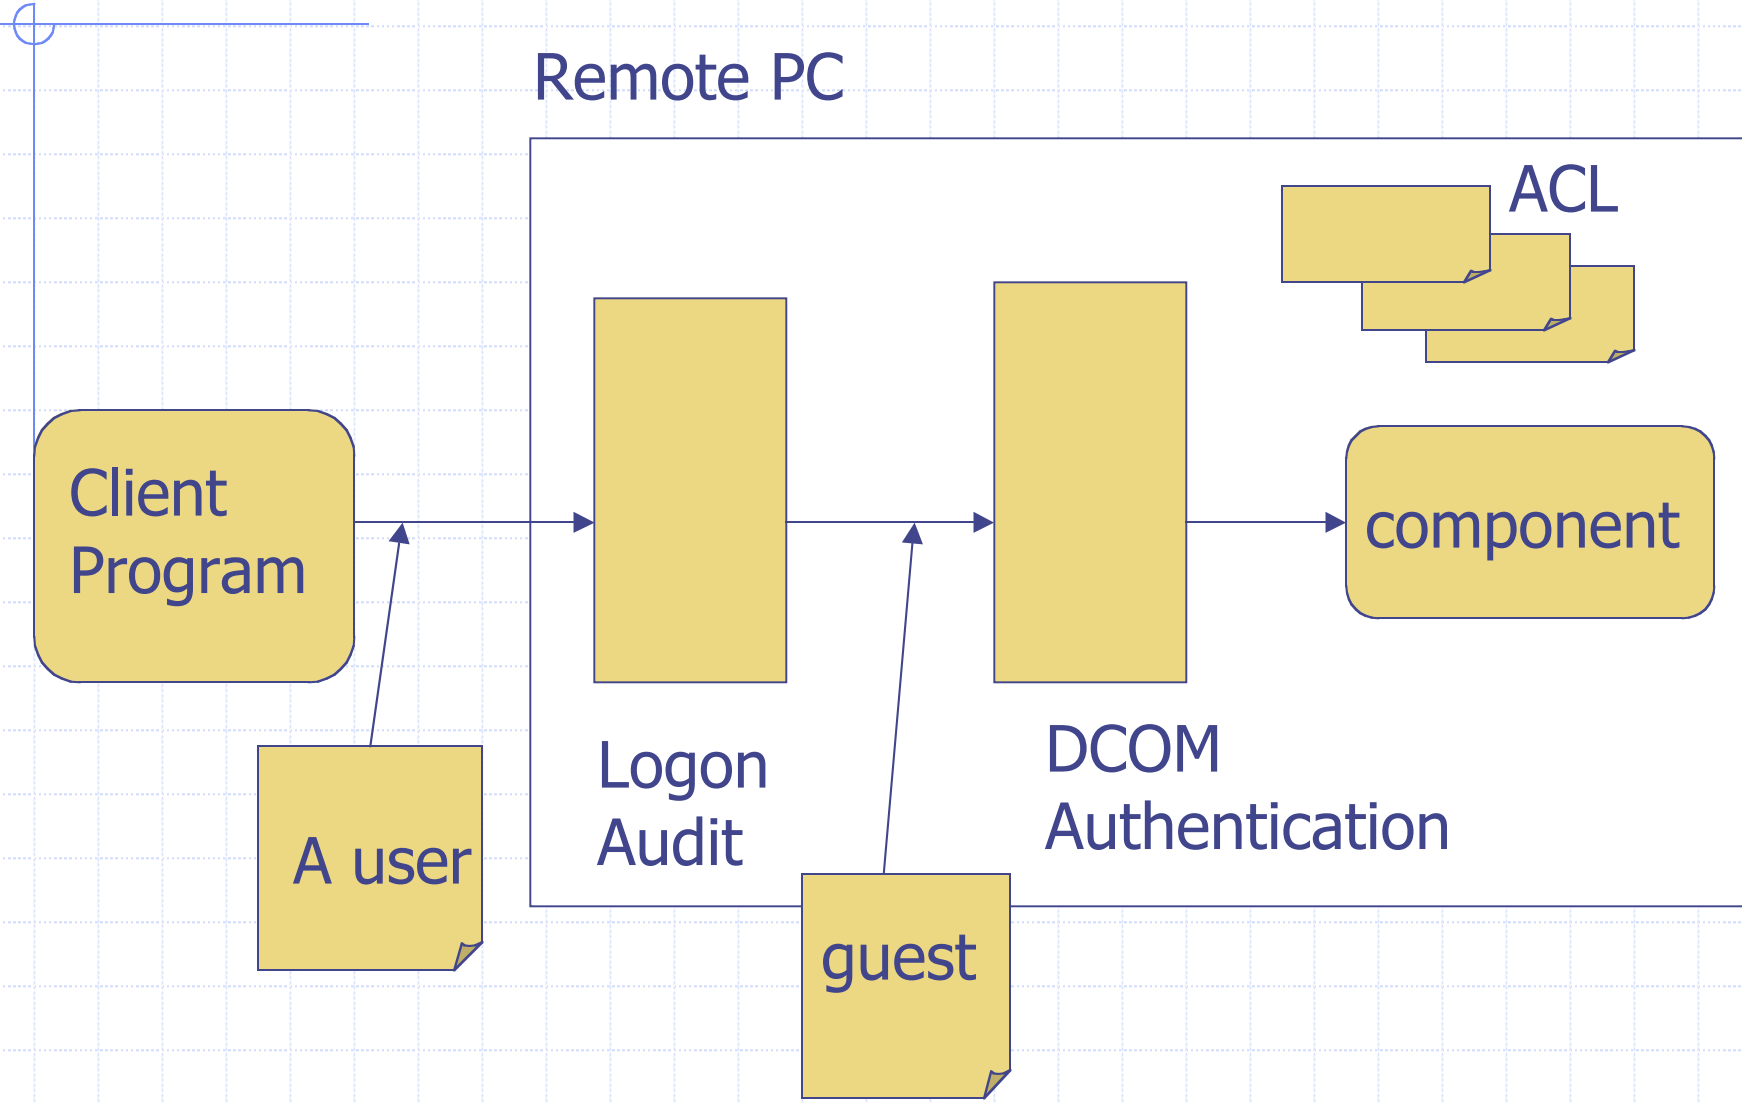 Remote PC
ACL
Client
Program
component
Logon
Audit
DCOM
Authentication
A user
guest